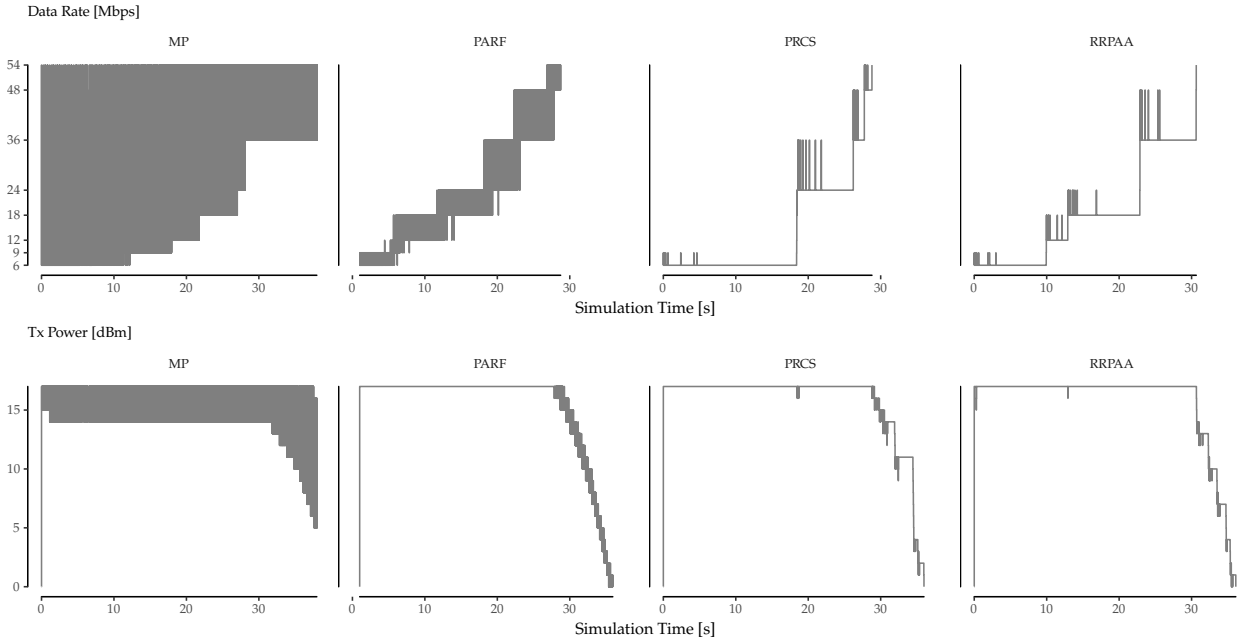 Data Rate [Mbps]
MP PARF PRCS RRPAA
54
48
36
24
18
12
9
6
0 10 20 30 0 10 20 30 0 10 20 30 0 10 20 30
Simulation Time [s]
Tx Power [dBm]
MP PARF PRCS RRPAA
15
10
5
0
0 10 20 30 0 10 20 30 0 10 20 30 0 10 20 30
Simulation Time [s]